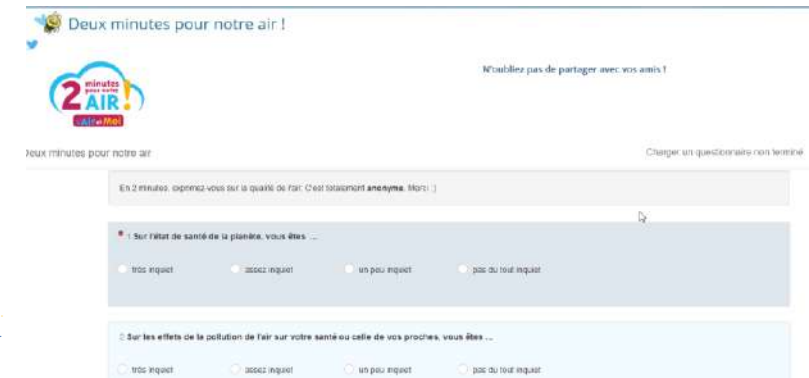 Deux minutes pour notre air !
N'oubliez pas de partager avec vos amis !
2 minutes pour notre AIR !
L'Air et Moi
Deux minutes pour notre air
Charger un questionnaire non terminé
En 2 minutes, exprimez-vous sur la qualité de l'air. C'est totalement anonyme. Merci :)
* 1 Sur l'état de santé de la planète, vous êtes ...
très inquiet assez inquiet un peu inquiet pas du tout inquiet
2 Sur les effets de la pollution de l'air sur votre santé ou celle de vos proches, vous êtes ...
très inquiet assez inquiet un peu inquiet pas du tout inquiet